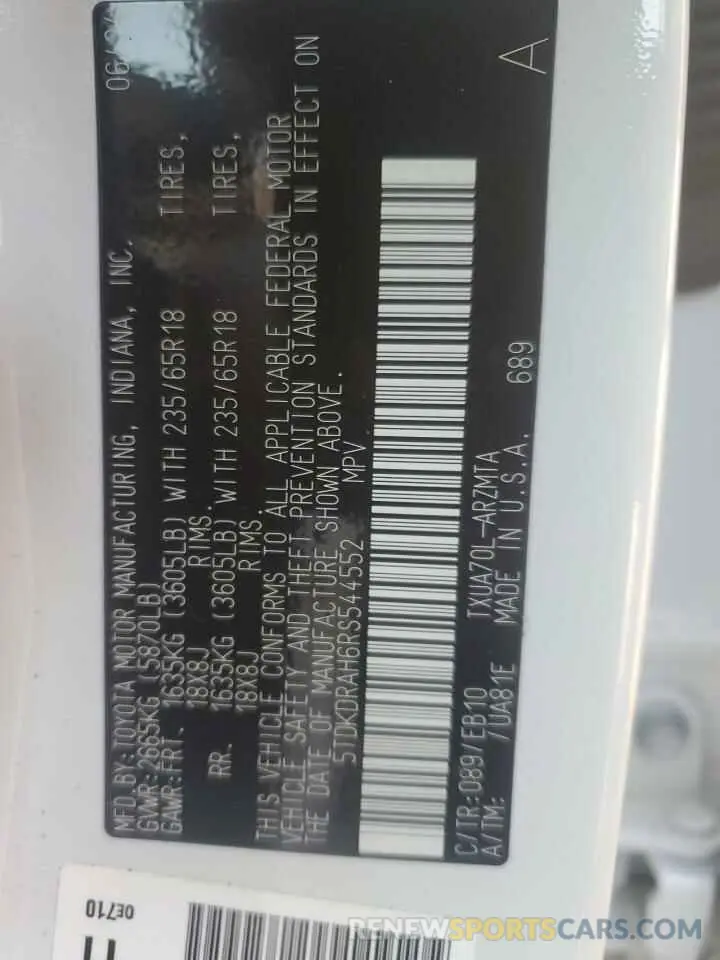 MFD.BY:TOYOTA MOTOR MANUFACTURING, INDIANA, INC.
GVWR:2665KG (5870LB)
GAWR:FRT. 1635KG (3605LB) WITH 235/65R18 TIRES,
18X8J RIMS.
RR. 1635KG (3605LB) WITH 235/65R18 TIRES,
18X8J RIMS.
THIS VEHICLE CONFORMS TO ALL APPLICABLE FEDERAL MOTOR
VEHICLE SAFETY AND THEFT PREVENTION STANDARDS IN EFFECT ON
THE DATE OF MANUFACTURE SHOWN ABOVE.
5TDKDRAH6RS544552 MPV
C/TR:089/EB10 TXUA70L-ARZMTA 689
A/TM: /UA81E MADE IN U.S.A.
A
0E710
RENEWSPORTSCARS.COM